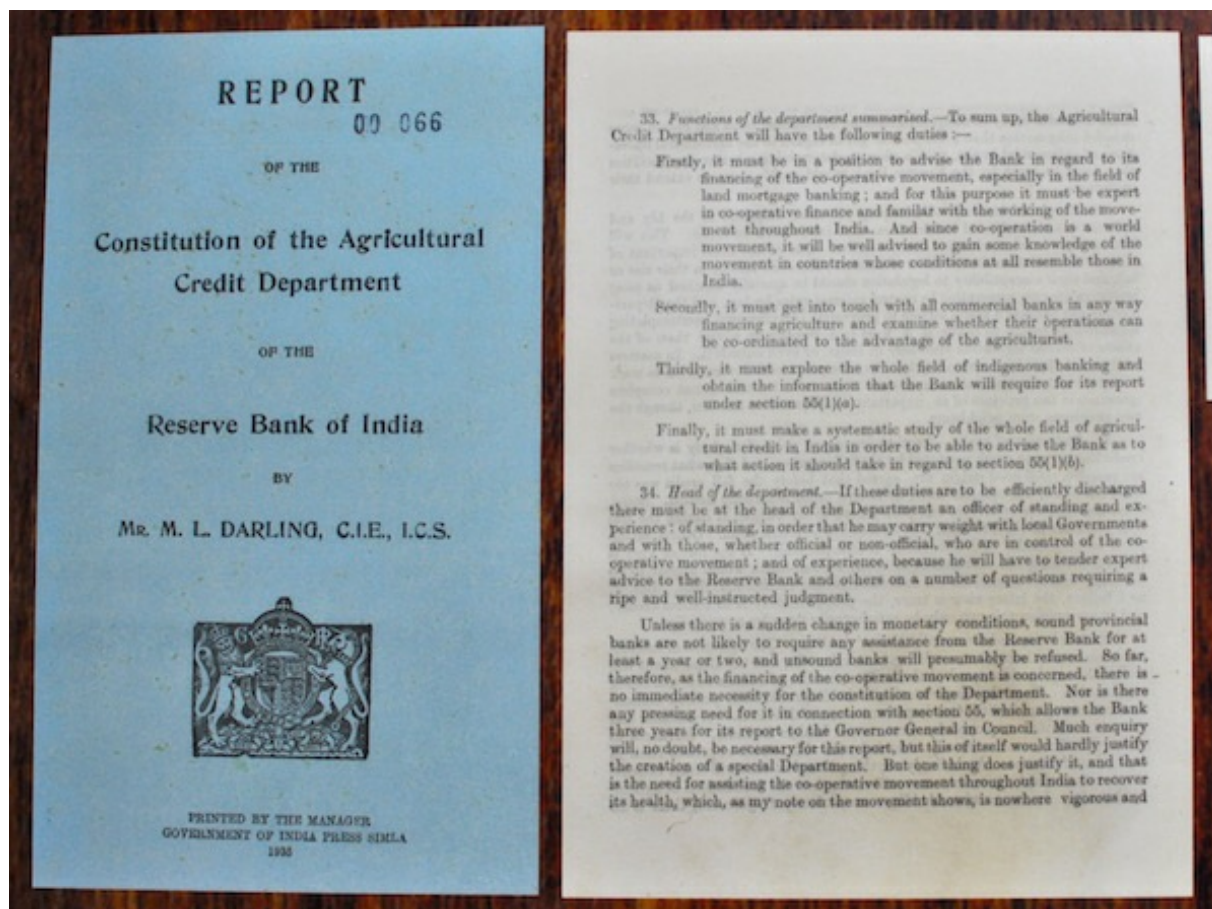 REPORT
00 066
OF THE
Constitution of the Agricultural
Credit Department
OF THE
Reserve Bank of India
BY
MR. M. L. DARLING, C.I.E., I.C.S.
PRINTED BY THE MANAGER
GOVERNMENT OF INDIA PRESS SIMLA
33. Functions of the department summarised.—To sum up, the Agricultural
Credit Department will have the following duties :—
Firstly, it must be in a position to advise the Bank in regard to its
financing of the co-operative movement, especially in the field of
land mortgage banking ; and for this purpose it must be expert
in co-operative finance and familar with the working of the move-
ment throughout India. And since co-operation is a world
movement, it will be well advised to gain some knowledge of the
movement in countries whose conditions at all resemble those in
India.
Secondly, it must get into touch with all commercial banks in any way
financing agriculture and examine whether their operations can
be co-ordinated to the advantage of the agriculturist.
Thirdly, it must explore the whole field of indigenous banking and
obtain the information that the Bank will require for its report
under section 55(1)(a).
Finally, it must make a systematic study of the whole field of agricul-
tural credit in India in order to be able to advise the Bank as to
what action it should take in regard to section 55(1)(b).
34. Head of the department.—If these duties are to be efficiently discharged
there must be at the head of the Department an officer of standing and ex-
perience : of standing, in order that he may carry weight with local Governments
and with those, whether official or non-official, who are in control of the co-
operative movement ; and of experience, because he will have to tender expert
advice to the Reserve Bank and others on a number of questions requiring a
ripe and well-instructed judgment.
Unless there is a sudden change in monetary conditions, sound provincial
banks are not likely to require any assistance from the Reserve Bank for at
least a year or two, and unsound banks will presumably be refused. So far,
therefore, as the financing of the co-operative movement is concerned, there is
no immediate necessity for the constitution of the Department. Nor is there
any pressing need for it in connection with section 55, which allows the Bank
three years for its report to the Governor General in Council. Much enquiry
will, no doubt, be necessary for this report, but this of itself would hardly justify
the creation of a special Department. But one thing does justify it, and that
is the need for assisting the co-operative movement throughout India to recover
its health, which, as my note on the movement shows, is nowhere vigorous and